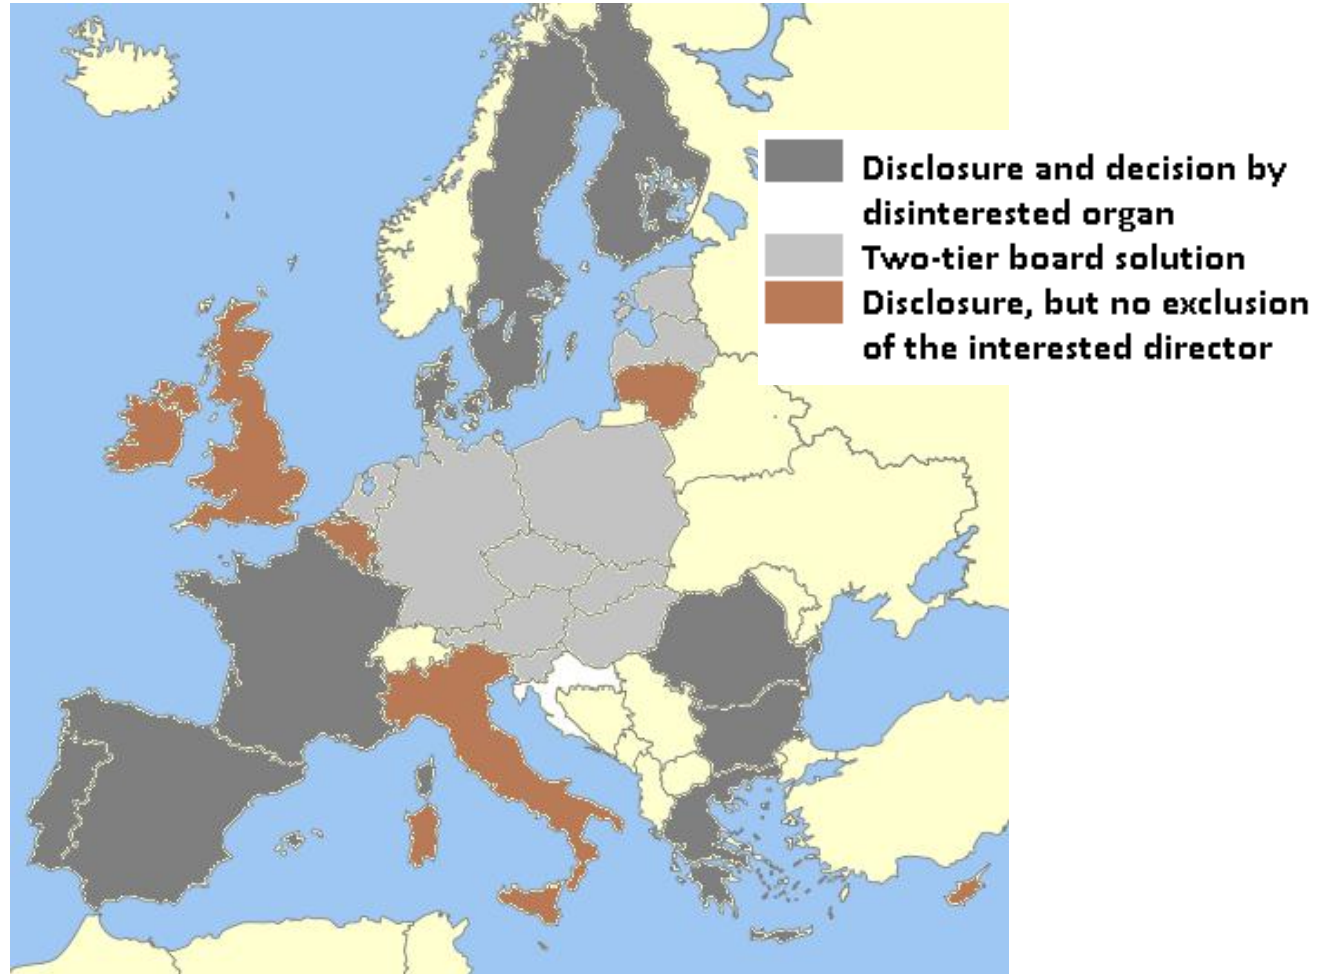 Disclosure and decision by
disinterested organ
Two-tier board solution
Disclosure, but no exclusion
of the interested director